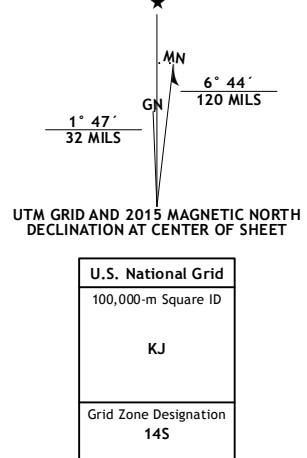 ★
MN
GN
6° 44´
120 MILS
1° 47´
32 MILS
UTM GRID AND 2015 MAGNETIC NORTH
DECLINATION AT CENTER OF SHEET
U.S. National Grid
100,000-m Square ID
KJ
Grid Zone Designation
14S